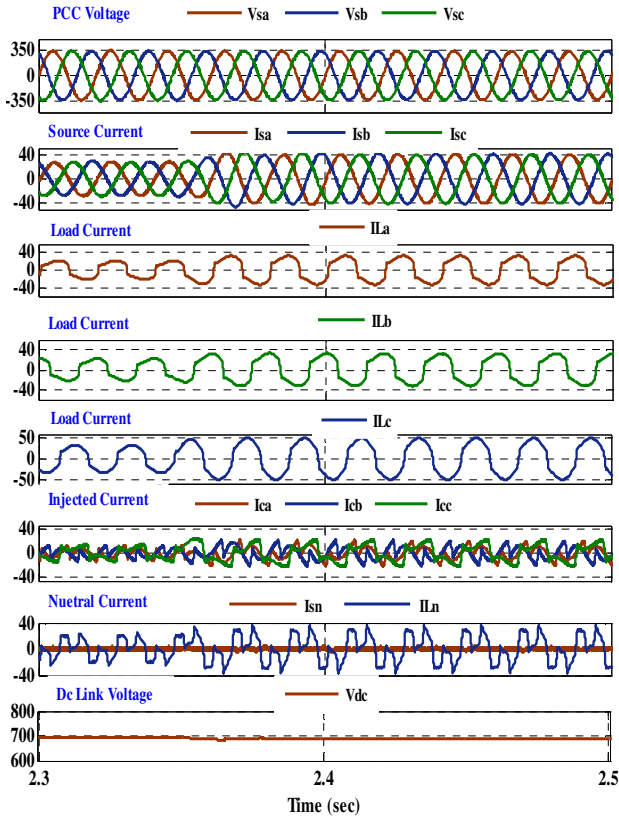 PCC Voltage Vsa Vsb Vsc
350
0
-350
Source Current Isa Isb Isc
40
0
-40
Load Current ILa
40
0
-40
Load Current ILb
40
0
-40
Load Current ILc
50
0
-50
Injected Current Ica Icb Icc
40
0
-40
Nuetral Current Isn ILn
40
0
-40
Dc Link Voltage Vdc
800
700
600
2.3 2.4 2.5
Time (sec)